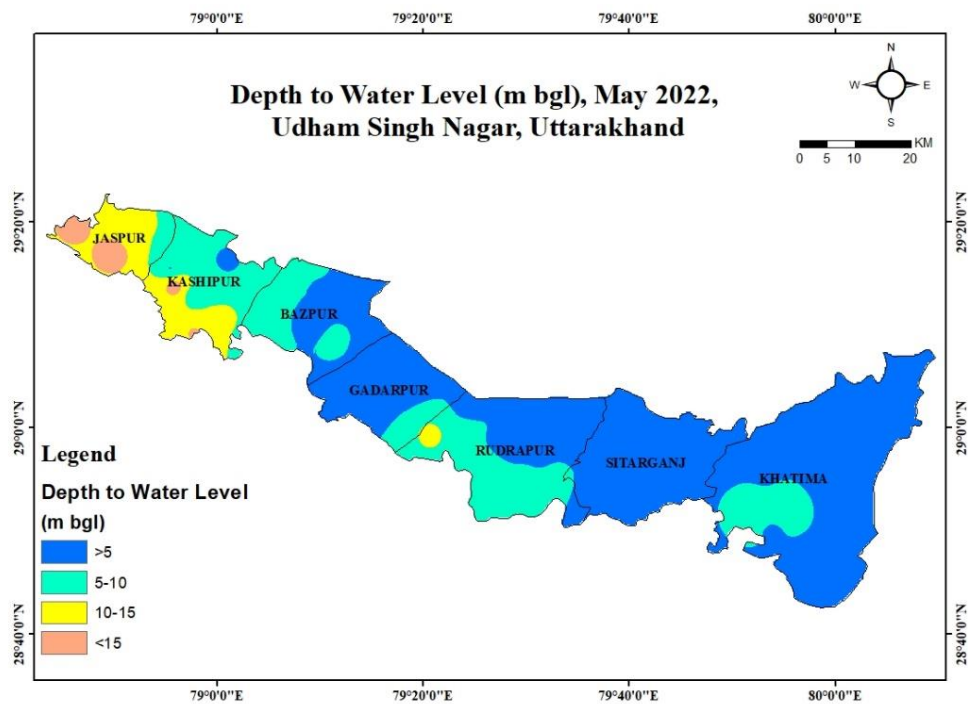 79°0'0"E
79°20'0"E
79°40'0"E
80°0'0"E
Depth to Water Level (m bgl), May 2022,
Udham Singh Nagar, Uttarakhand
N
W
E
S
KM
0 5 10 20
29°20'0"N
29°20'0"N
JASPUR
KASHIPUR
BAZPUR
GADARPUR
RUDRAPUR
SITARGANJ
KHATIMA
29°0'0"N
29°0'0"N
Legend
Depth to Water Level
(m bgl)
>5
5-10
10-15
<15
28°40'0"N
28°40'0"N
79°0'0"E
79°20'0"E
79°40'0"E
80°0'0"E